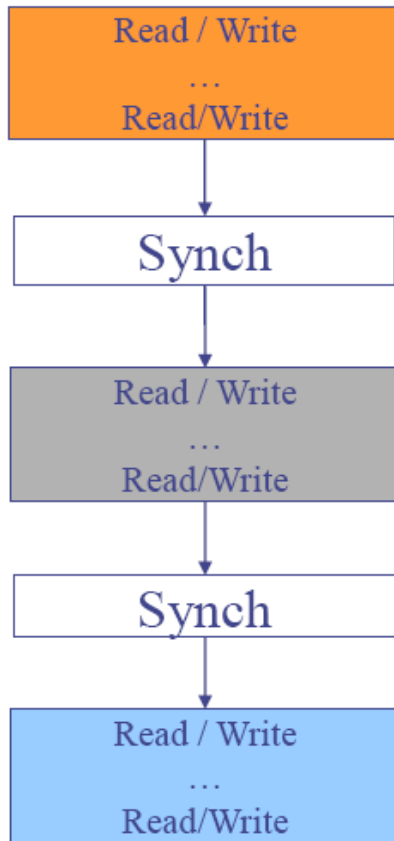 Read / Write
…
Read/Write
Synch
Read / Write
…
Read/Write
Synch
Read / Write
…
Read/Write